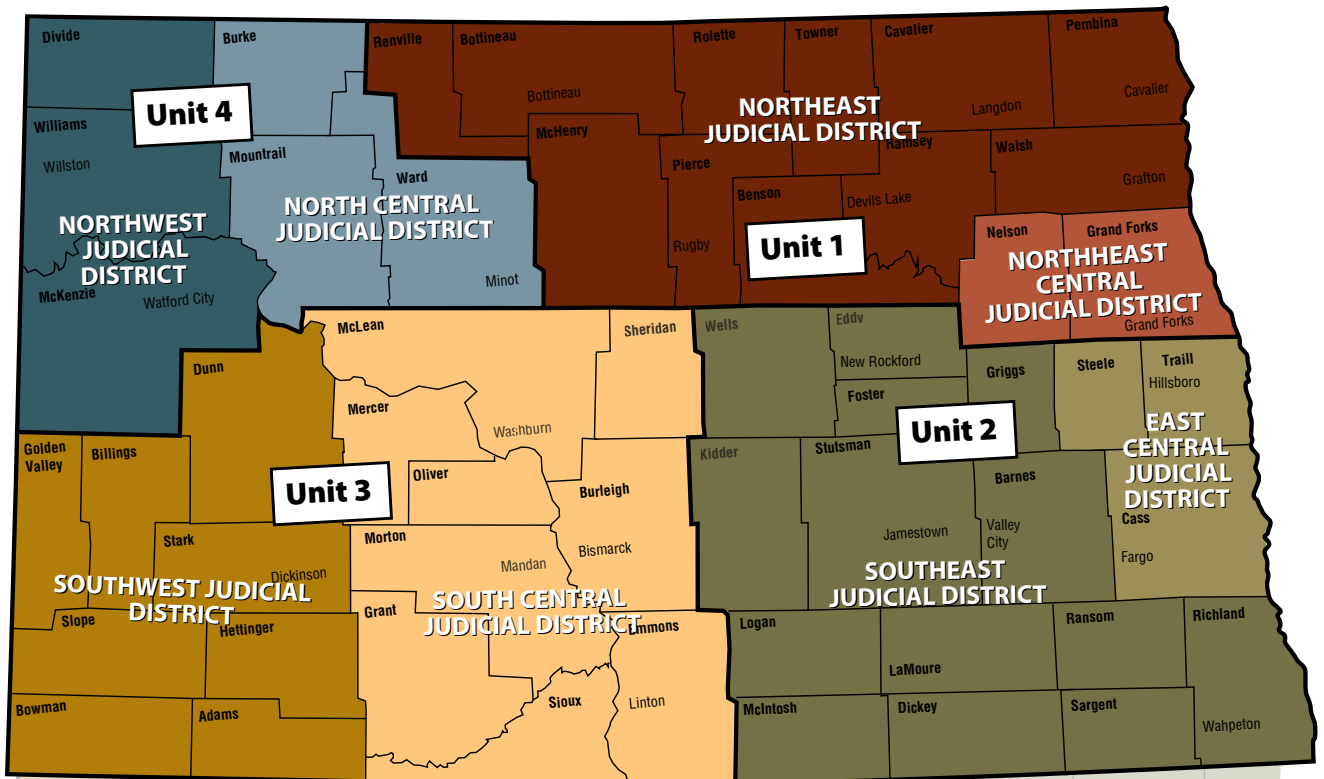 Divide
Burke
Renville
Bottineau
Rolette
Towner
Cavalier
Pembina
Unit 4
Bottineau
Langdon
Cavalier
NORTHEAST
JUDICIAL DISTRICT
Williams
Willston
Mountrail
McHenry
Ramsey
Walsh
Pierce
Ward
Benson
Devils Lake
Grafton
NORTHWEST
JUDICIAL
DISTRICT
NORTH CENTRAL
JUDICIAL DISTRICT
Rugby
Unit 1
Nelson
Grand Forks
NORTHHEAST
CENTRAL
JUDICIAL DISTRICT
Grand Forks
McKenzie
Watford City
Minot
McLean
Sheridan
Wells
Eddy
New Rockford
Dunn
Griggs
Steele
Traill
Hillsboro
Mercer
Foster
Washburn
Unit 2
EAST
CENTRAL
JUDICIAL
DISTRICT
Golden
Valley
Billings
Kidder
Stutsman
Oliver
Unit 3
Burleigh
Barnes
Cass
Stark
Morton
Bismarck
Jamestown
Valley
City
Fargo
Mandan
Dickinson
SOUTHWEST JUDICIAL
DISTRICT
SOUTH CENTRAL
JUDICIAL DISTRICT
SOUTHEAST
JUDICIAL DISTRICT
Slope
Hettinger
Grant
Emmons
Logan
Ransom
Richland
LaMoure
Bowman
Adams
Sioux
Linton
McIntosh
Dickey
Sargent
Wahpeton